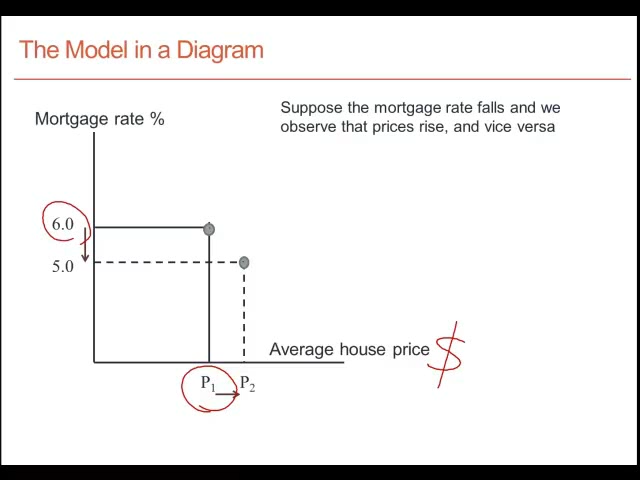 The Model in a Diagram
Suppose the mortgage rate falls and we
observe that prices rise, and vice versa
Mortgage rate %
6.0
5.0
Average house price $
P₁ P₂